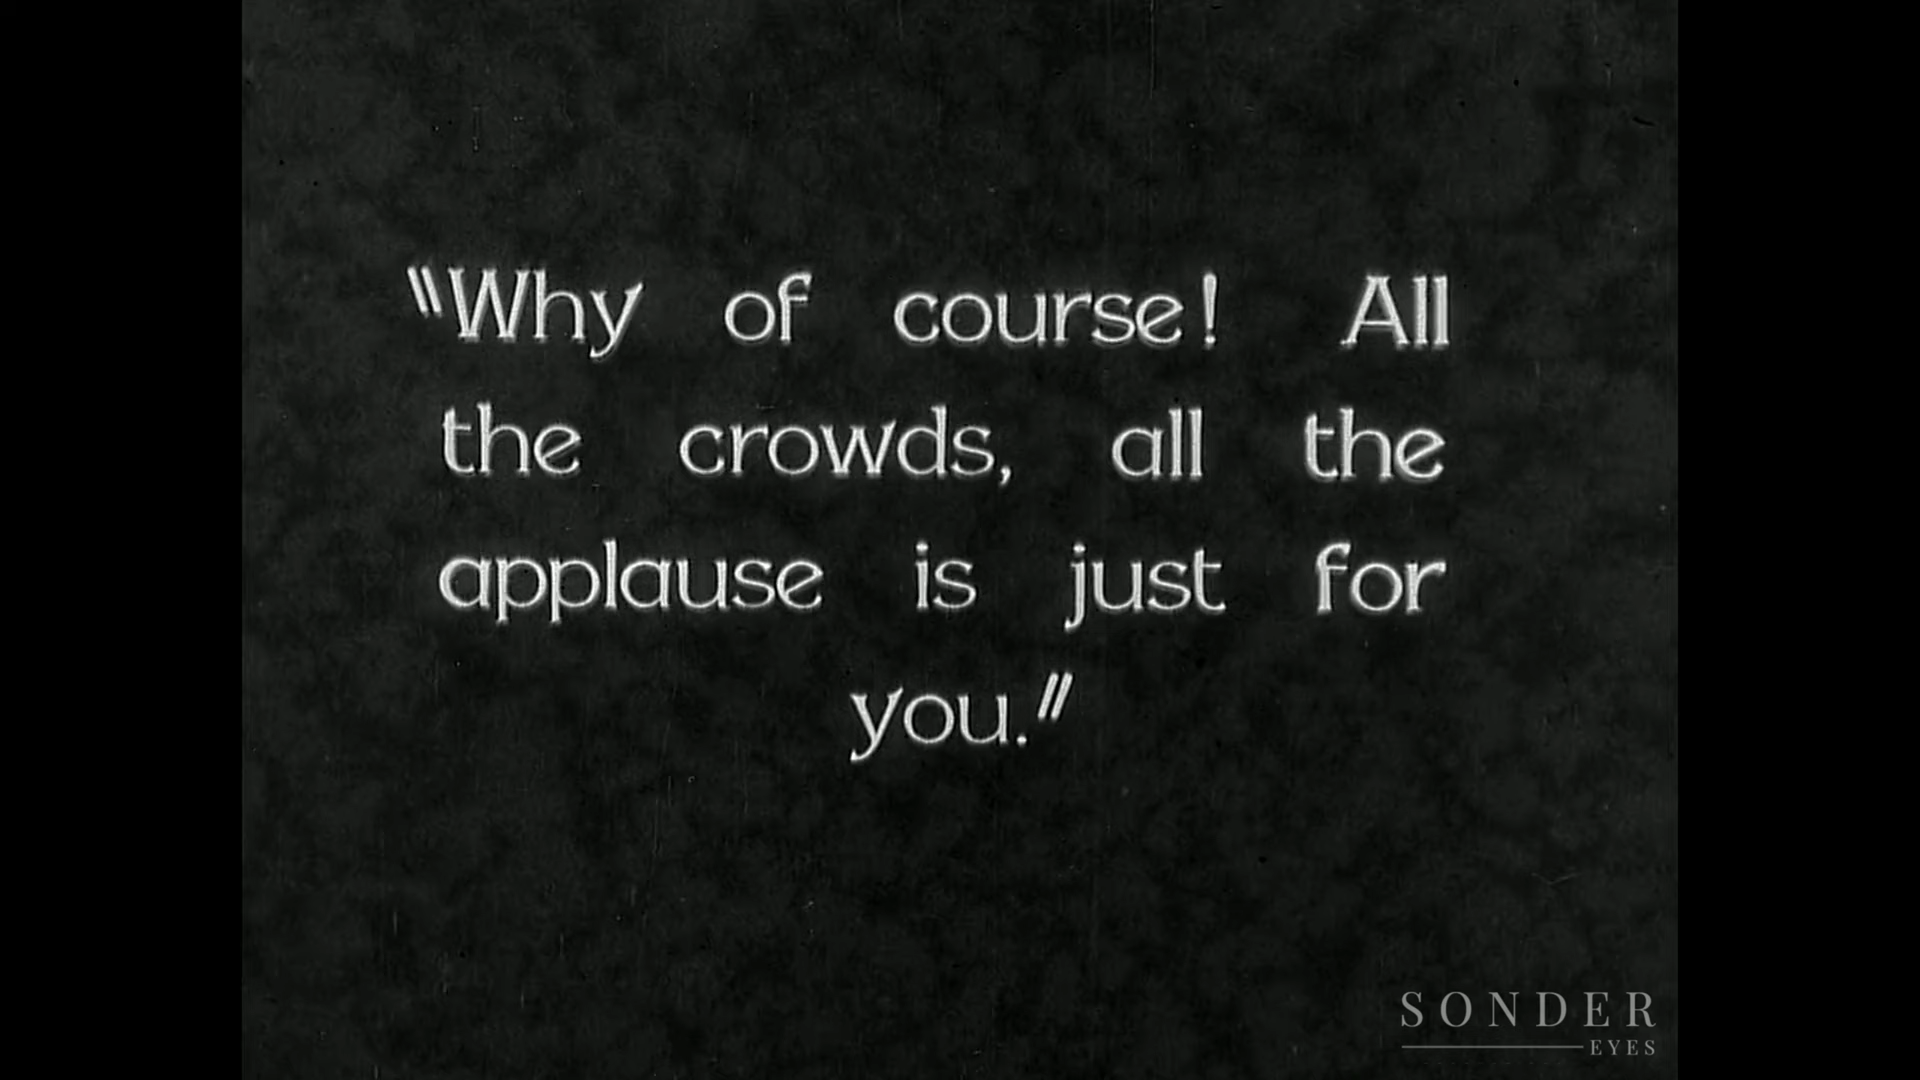 "Why of course! All
the crowds, all the
applause is just for
you."
SONDER
EYES